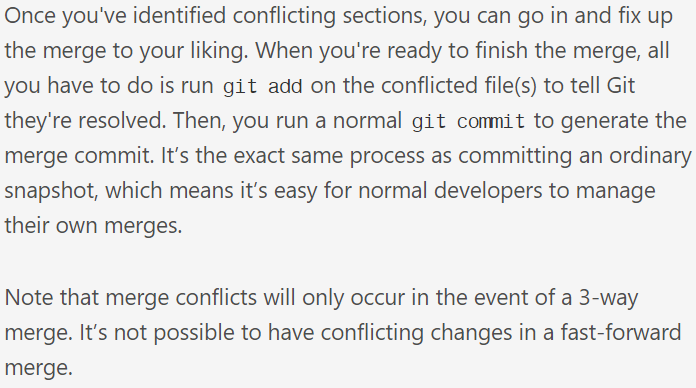 Once you've identified conflicting sections, you can go in and fix up
the merge to your liking. When you're ready to finish the merge, all
you have to do is run git add on the conflicted file(s) to tell Git
they're resolved. Then, you run a normal git commit to generate the
merge commit. It’s the exact same process as committing an ordinary
snapshot, which means it’s easy for normal developers to manage
their own merges.
Note that merge conflicts will only occur in the event of a 3-way
merge. It’s not possible to have conflicting changes in a fast-forward
merge.